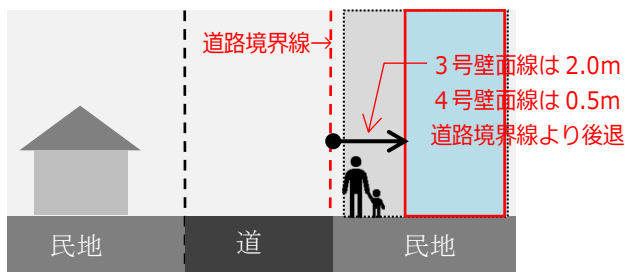 道路境界線→
３号壁面線は 2.0m
４号壁面線は 0.5m
道路境界線より後退
民地
道
民地